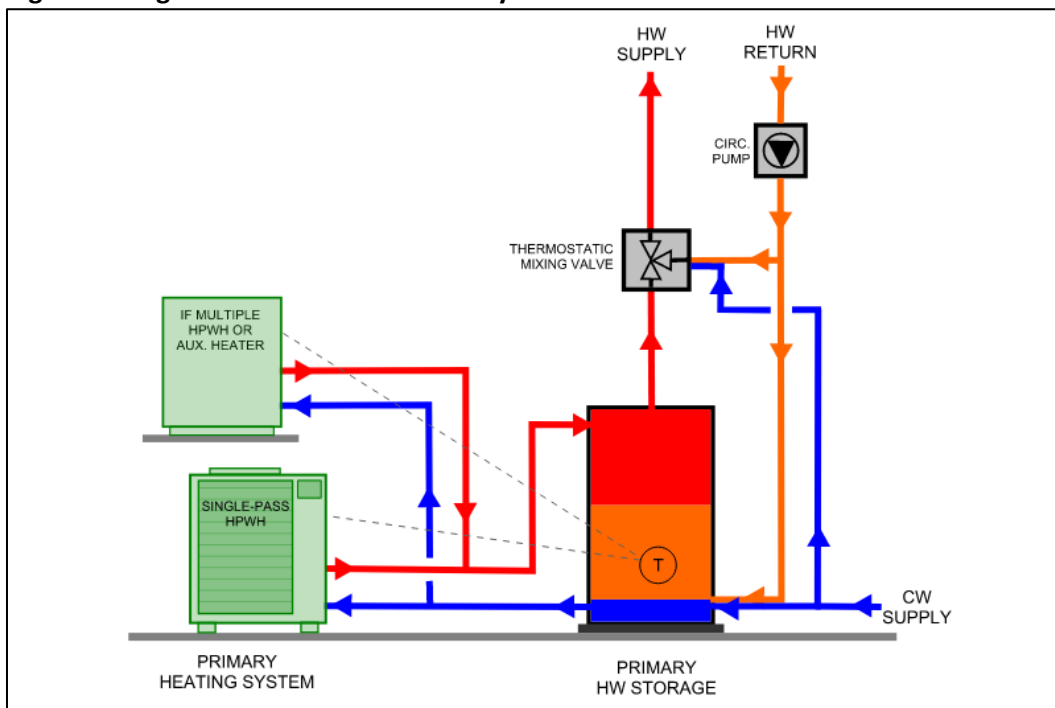 HW
SUPPLY
HW
RETURN
CIRC.
PUMP
THERMOSTATIC
MIXING VALVE
IF MULTIPLE
HPWH OR
AUX. HEATER
SINGLE-PASS
HPWH
T
CW
SUPPLY
PRIMARY
HEATING SYSTEM
PRIMARY
HW STORAGE